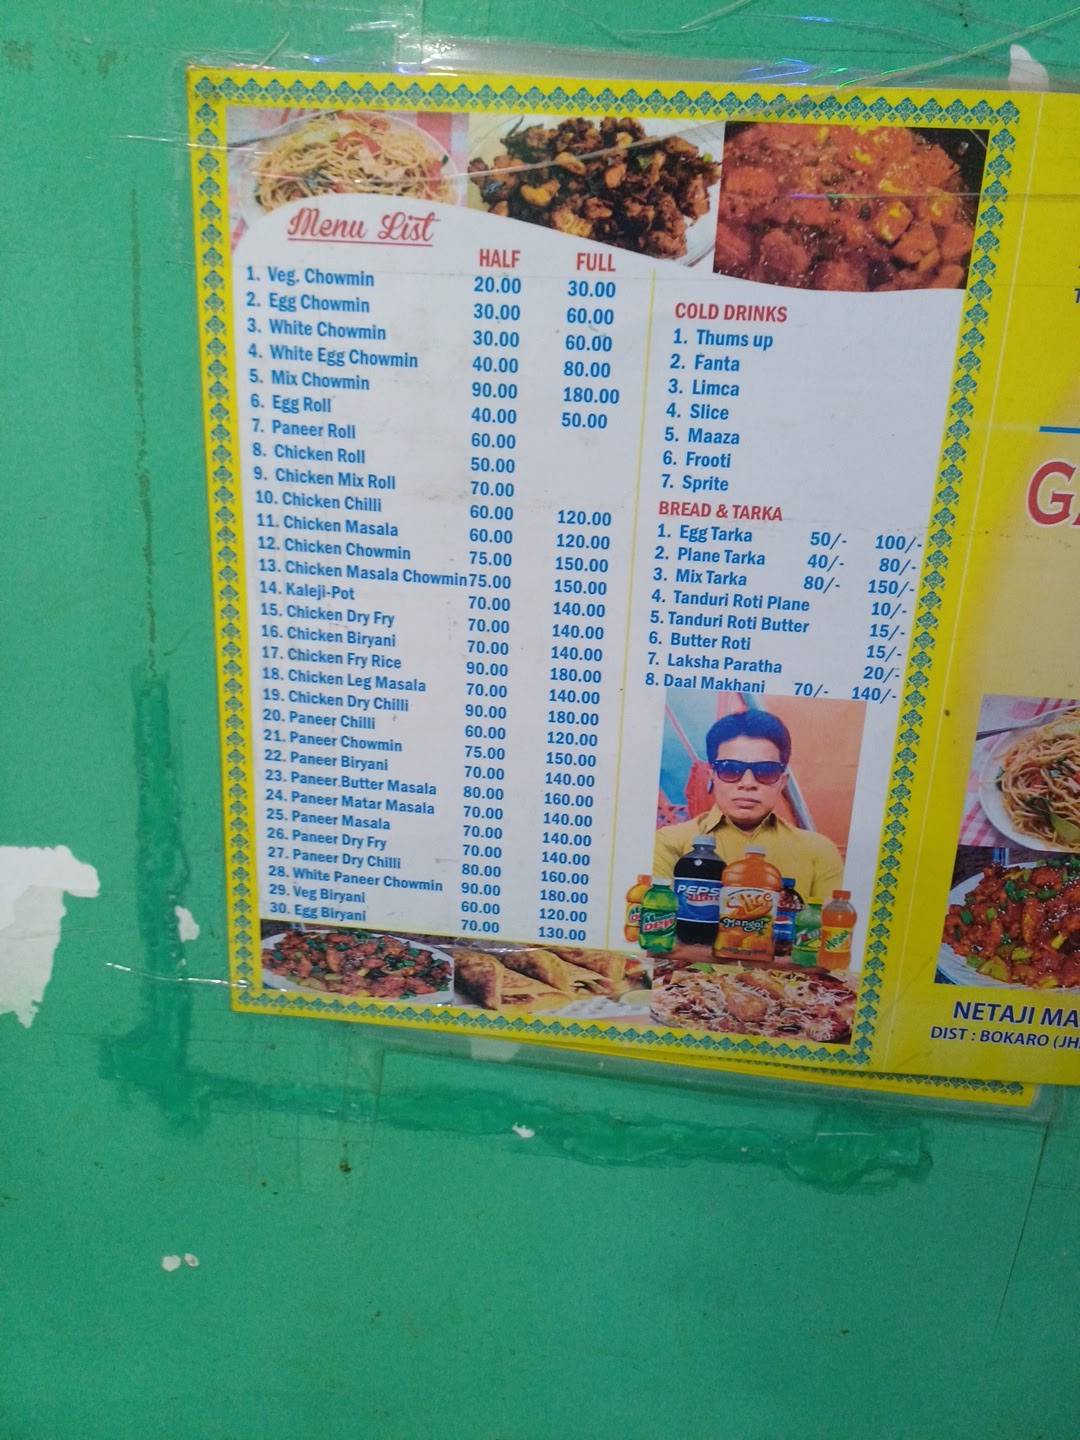 Menu List
HALF FULL
1. Veg. Chowmin 20.00 30.00
2. Egg Chowmin 30.00 60.00
3. White Chowmin 30.00 60.00
4. White Egg Chowmin 40.00 80.00
5. Mix Chowmin 90.00 180.00
6. Egg Roll 40.00 50.00
7. Paneer Roll 60.00
8. Chicken Roll 50.00
9. Chicken Mix Roll 70.00
10. Chicken Chilli 60.00 120.00
11. Chicken Masala 60.00 120.00
12. Chicken Chowmin 75.00 150.00
13. Chicken Masala Chowmin 75.00 150.00
14. Kaleji-Pot 70.00 140.00
15. Chicken Dry Fry 70.00 140.00
16. Chicken Biryani 70.00 140.00
17. Chicken Fry Rice 90.00 180.00
18. Chicken Leg Masala 70.00 140.00
19. Chicken Dry Chilli 90.00 180.00
20. Paneer Chilli 60.00 120.00
21. Paneer Chowmin 75.00 150.00
22. Paneer Biryani 70.00 140.00
23. Paneer Butter Masala 80.00 160.00
24. Paneer Matar Masala 70.00 140.00
25. Paneer Masala 70.00 140.00
26. Paneer Dry Fry 70.00 140.00
27. Paneer Dry Chilli 80.00 160.00
28. White Paneer Chowmin 90.00 180.00
29. Veg Biryani 60.00 120.00
30. Egg Biryani 70.00 130.00
COLD DRINKS
1. Thums up
2. Fanta
3. Limca
4. Slice
5. Maaza
6. Frooti
7. Sprite
BREAD & TARKA
1. Egg Tarka 50/- 100/-
2. Plane Tarka 40/- 80/-
3. Mix Tarka 80/- 150/-
4. Tanduri Roti Plane 10/-
5. Tanduri Roti Butter 15/-
6. Butter Roti 15/-
7. Laksha Paratha 20/-
8. Daal Makhani 70/- 140/-
PEPSI
Slice
Mango
DEW
NETAJI MA
DIST : BOKARO (JH